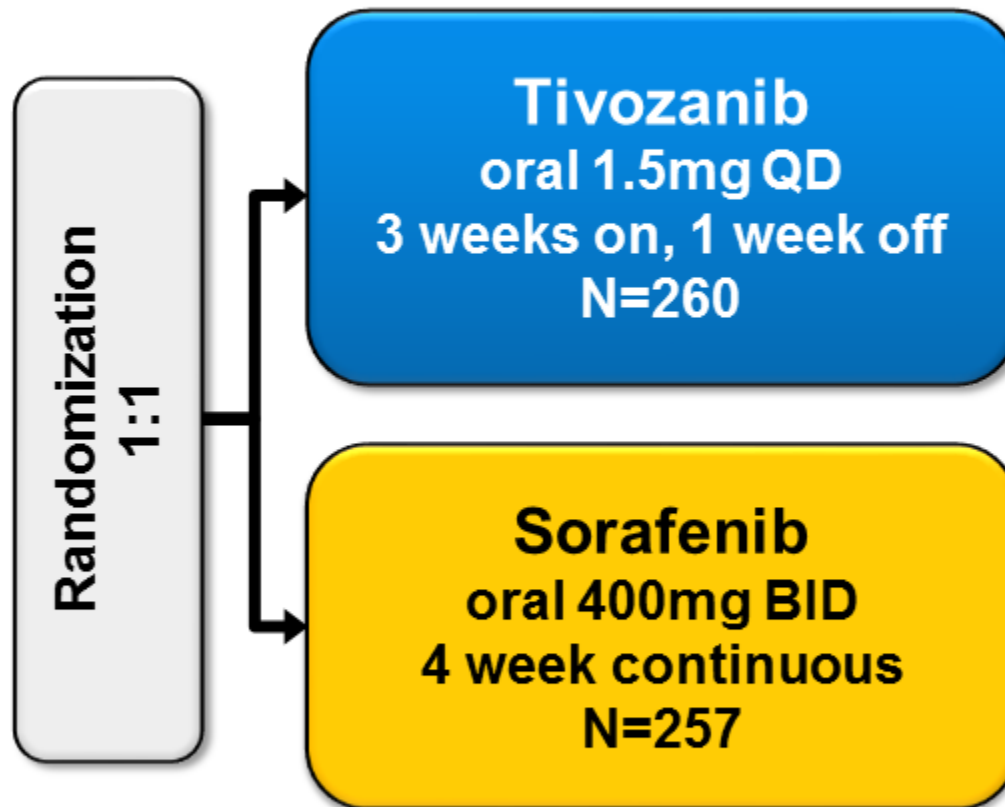 Randomization
1:1
Tivozanib
oral 1.5mg QD
3 weeks on, 1 week off
N=260
Sorafenib
oral 400mg BID
4 week continuous
N=257